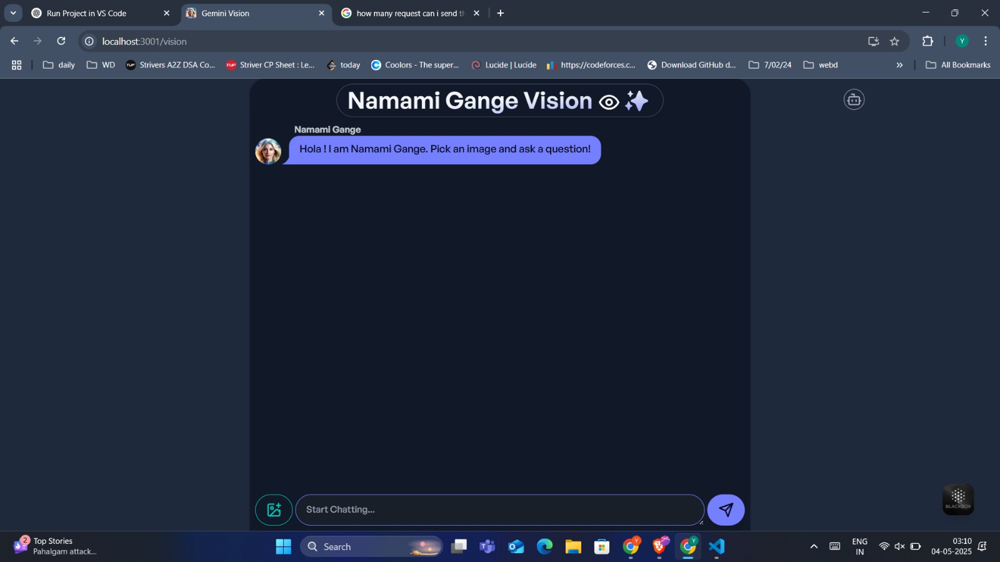 Run Project in VS Code
Gemini Vision
how many request can i send th
localhost:3001/vision
Y
daily
WD
TUF
Strivers A2Z DSA Co...
TUF
Striver CP Sheet : Le...
today
Coolors - The super...
Lucide | Lucide
https://codeforces.c...
Download GitHub d...
7/02/24
webd
All Bookmarks
Namami Gange Vision
Namami Gange
Hola ! I am Namami Gange. Pick an image and ask a question!
BLACKBOX
Start Chatting...
2
Top Stories
Pahalgam attack...
Search
Y
Y
ENG
IN
03:10
04-05-2025